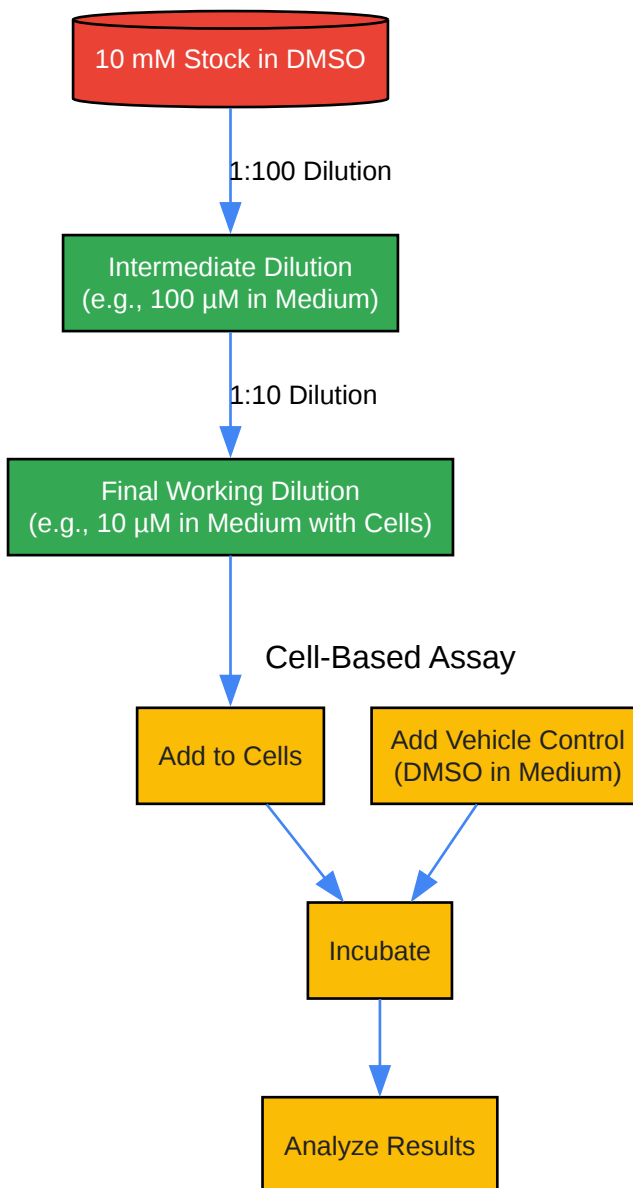 10 mM Stock in DMSO
1:100 Dilution
Intermediate Dilution
(e.g., 100 µM in Medium)
1:10 Dilution
Final Working Dilution
(e.g., 10 µM in Medium with Cells)
Cell-Based Assay
Add to Cells
Add Vehicle Control
(DMSO in Medium)
Incubate
Analyze Results